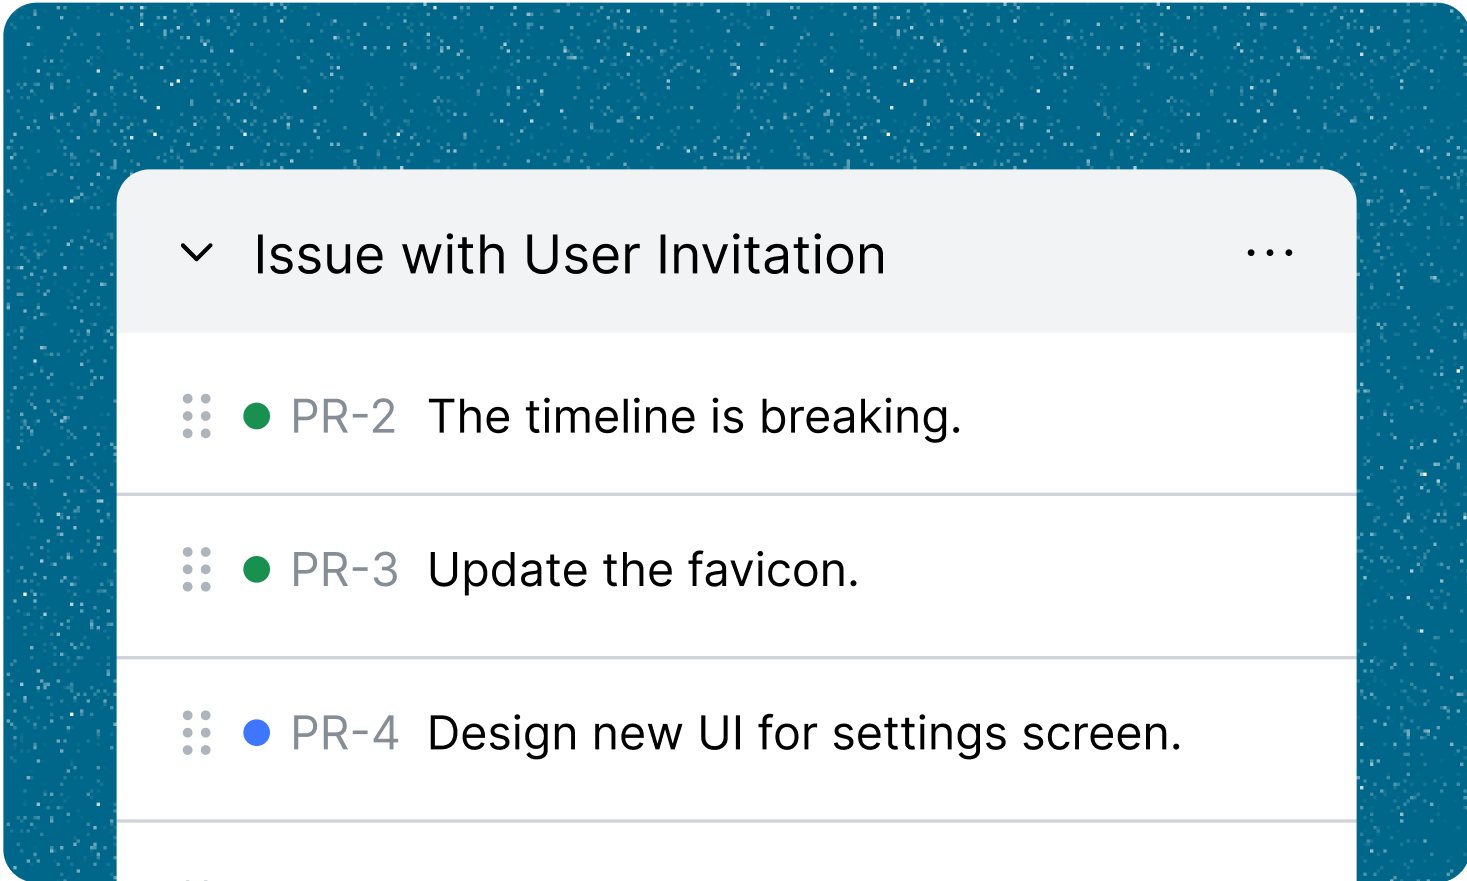 Issue with User Invitation
PR-2 The timeline is breaking.
PR-3 Update the favicon.
PR-4 Design new UI for settings screen.